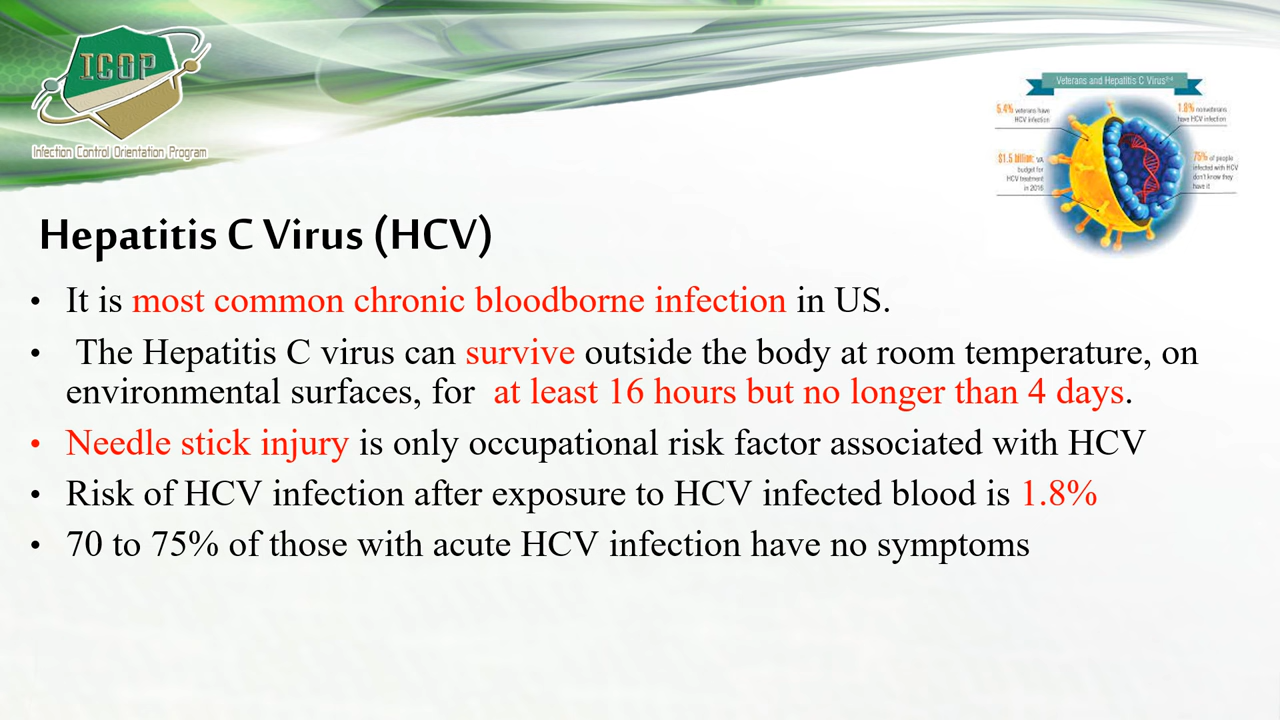 ICOP
Infection Control Orientation Program
Veterans and Hepatitis C Virus²⁻⁴
5.4% veterans have
HCV infection
1.8% nonveterans
have HCV infection
$1.5 billion: VA
budget for
HCV treatment
in 2016
75% of people
infected with HCV
don't know they
have it
Hepatitis C Virus (HCV)
• It is most common chronic bloodborne infection in US.
• The Hepatitis C virus can survive outside the body at room temperature, on
environmental surfaces, for at least 16 hours but no longer than 4 days.
• Needle stick injury is only occupational risk factor associated with HCV
• Risk of HCV infection after exposure to HCV infected blood is 1.8%
• 70 to 75% of those with acute HCV infection have no symptoms